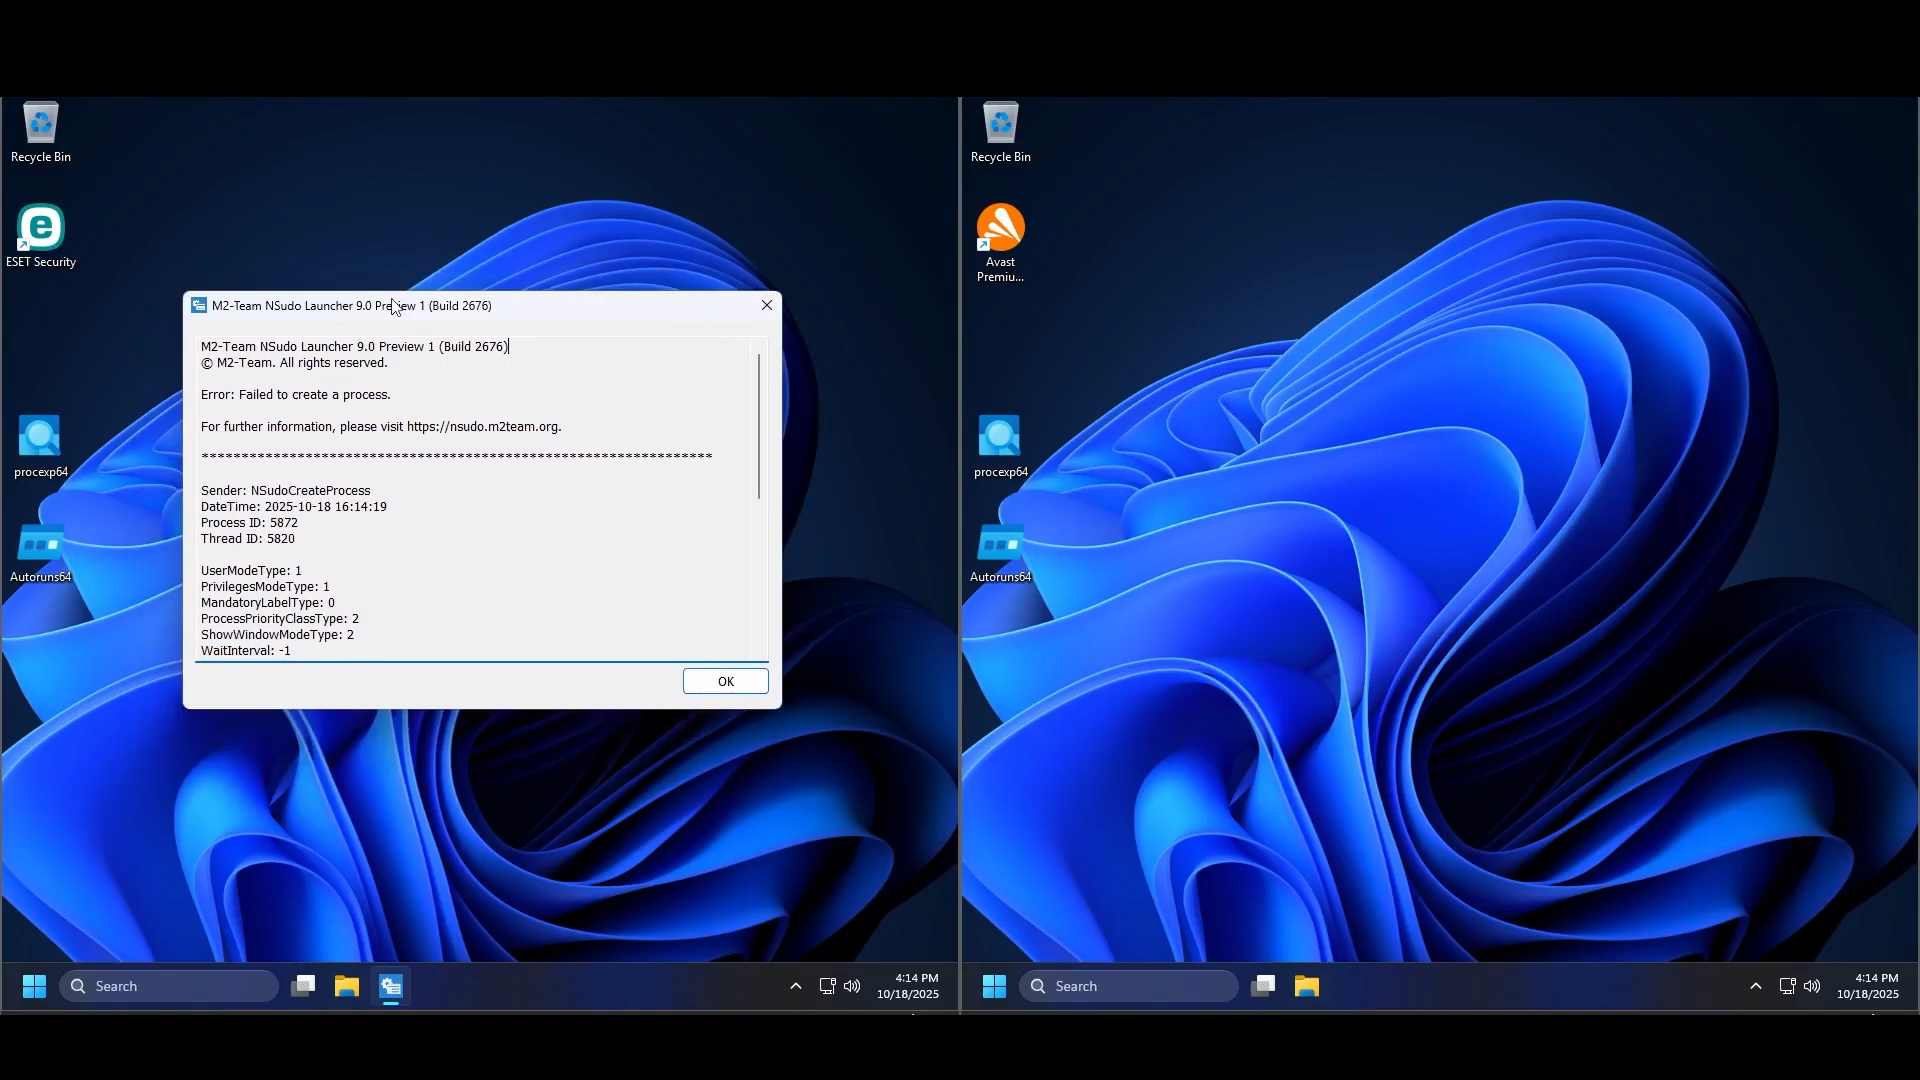 Recycle Bin
ESET Security
procexp64
Autoruns64
M2-Team NSudo Launcher 9.0 Preview 1 (Build 2676)
M2-Team NSudo Launcher 9.0 Preview 1 (Build 2676)
© M2-Team. All rights reserved.
Error: Failed to create a process.
For further information, please visit https://nsudo.m2team.org.
****************************************************************
Sender: NSudoCreateProcess
DateTime: 2025-10-18 16:14:19
Process ID: 5872
Thread ID: 5820
UserModeType: 1
PrivilegesModeType: 1
MandatoryLabelType: 0
ProcessPriorityClassType: 2
ShowWindowModeType: 2
WaitInterval: -1
OK
Search
4:14 PM
10/18/2025
Recycle Bin
Avast
Premiu...
procexp64
Autoruns64
Search
4:14 PM
10/18/2025